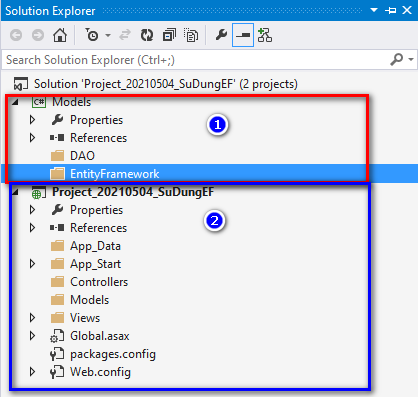 Solution Explorer
Search Solution Explorer (Ctrl+;)
Solution 'Project_20210504_SuDungEF' (2 projects)
C# Models
Properties
1
References
DAO
EntityFramework
Project_20210504_SuDungEF
Properties
2
References
App_Data
App_Start
Controllers
Models
Views
Global.asax
packages.config
Web.config